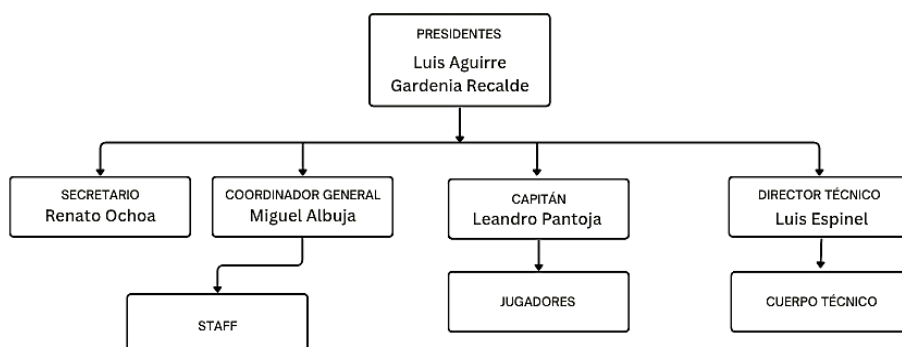 PRESIDENTES
Luis Aguirre
Gardenia Recalde
SECRETARIO
Renato Ochoa
COORDINADOR GENERAL
Miguel Albuja
CAPITÁN
Leandro Pantoja
DIRECTOR TÉCNICO
Luis Espinel
STAFF
JUGADORES
CUERPO TÉCNICO